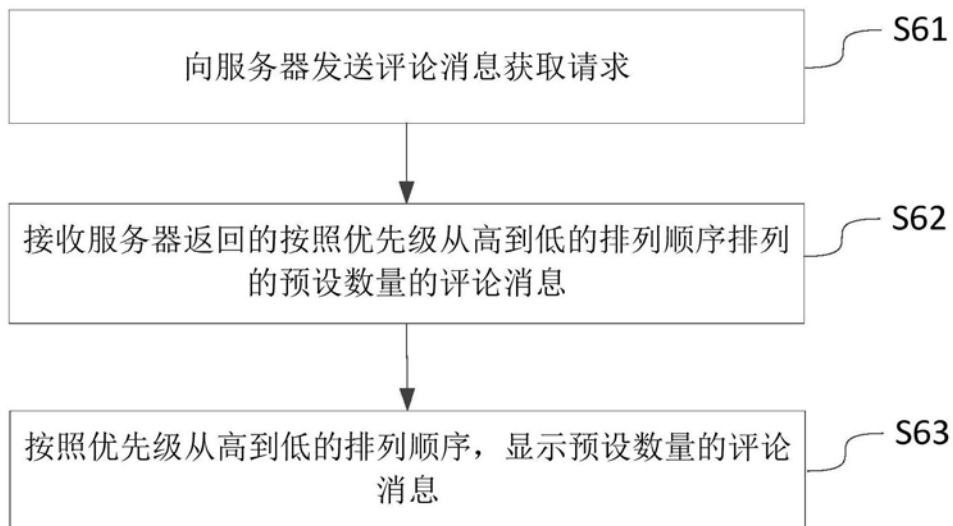 向服务器发送评论消息获取请求
S61
接收服务器返回的按照优先级从高到低的排列顺序排列
的预设数量的评论消息
S62
按照优先级从高到低的排列顺序，显示预设数量的评论
消息
S63